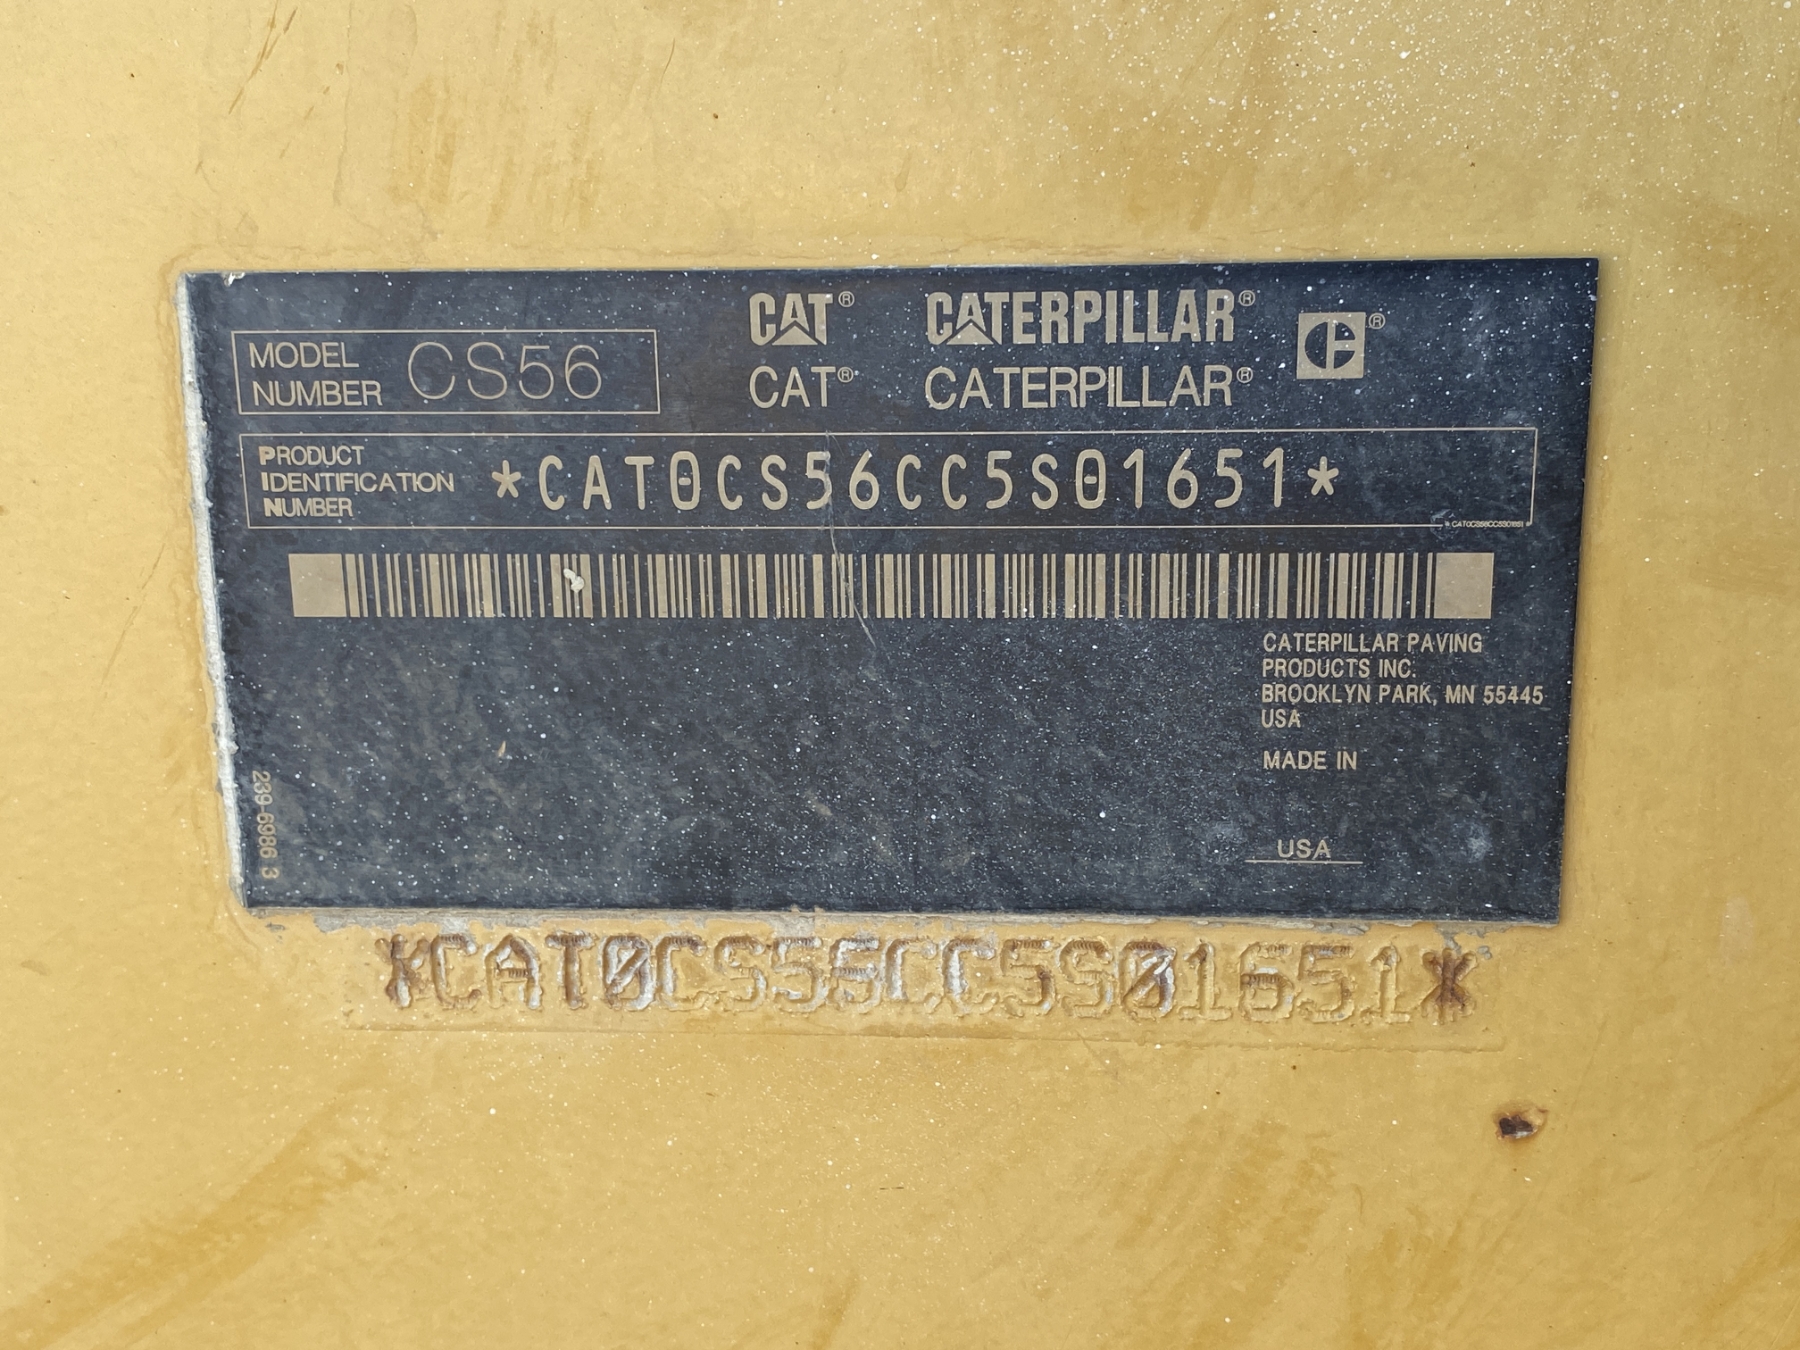 CAT® CATERPILLAR® ®
CAT® CATERPILLAR®
MODEL
NUMBER CS56
PRODUCT
IDENTIFICATION
NUMBER
*CAT0CS56CC5S01651*
*CAT0CS56CC5S01651*
CATERPILLAR PAVING
PRODUCTS INC.
BROOKLYN PARK, MN 55445
USA
MADE IN
USA
239-6986 3
*CAT0CS56CC5S01651*